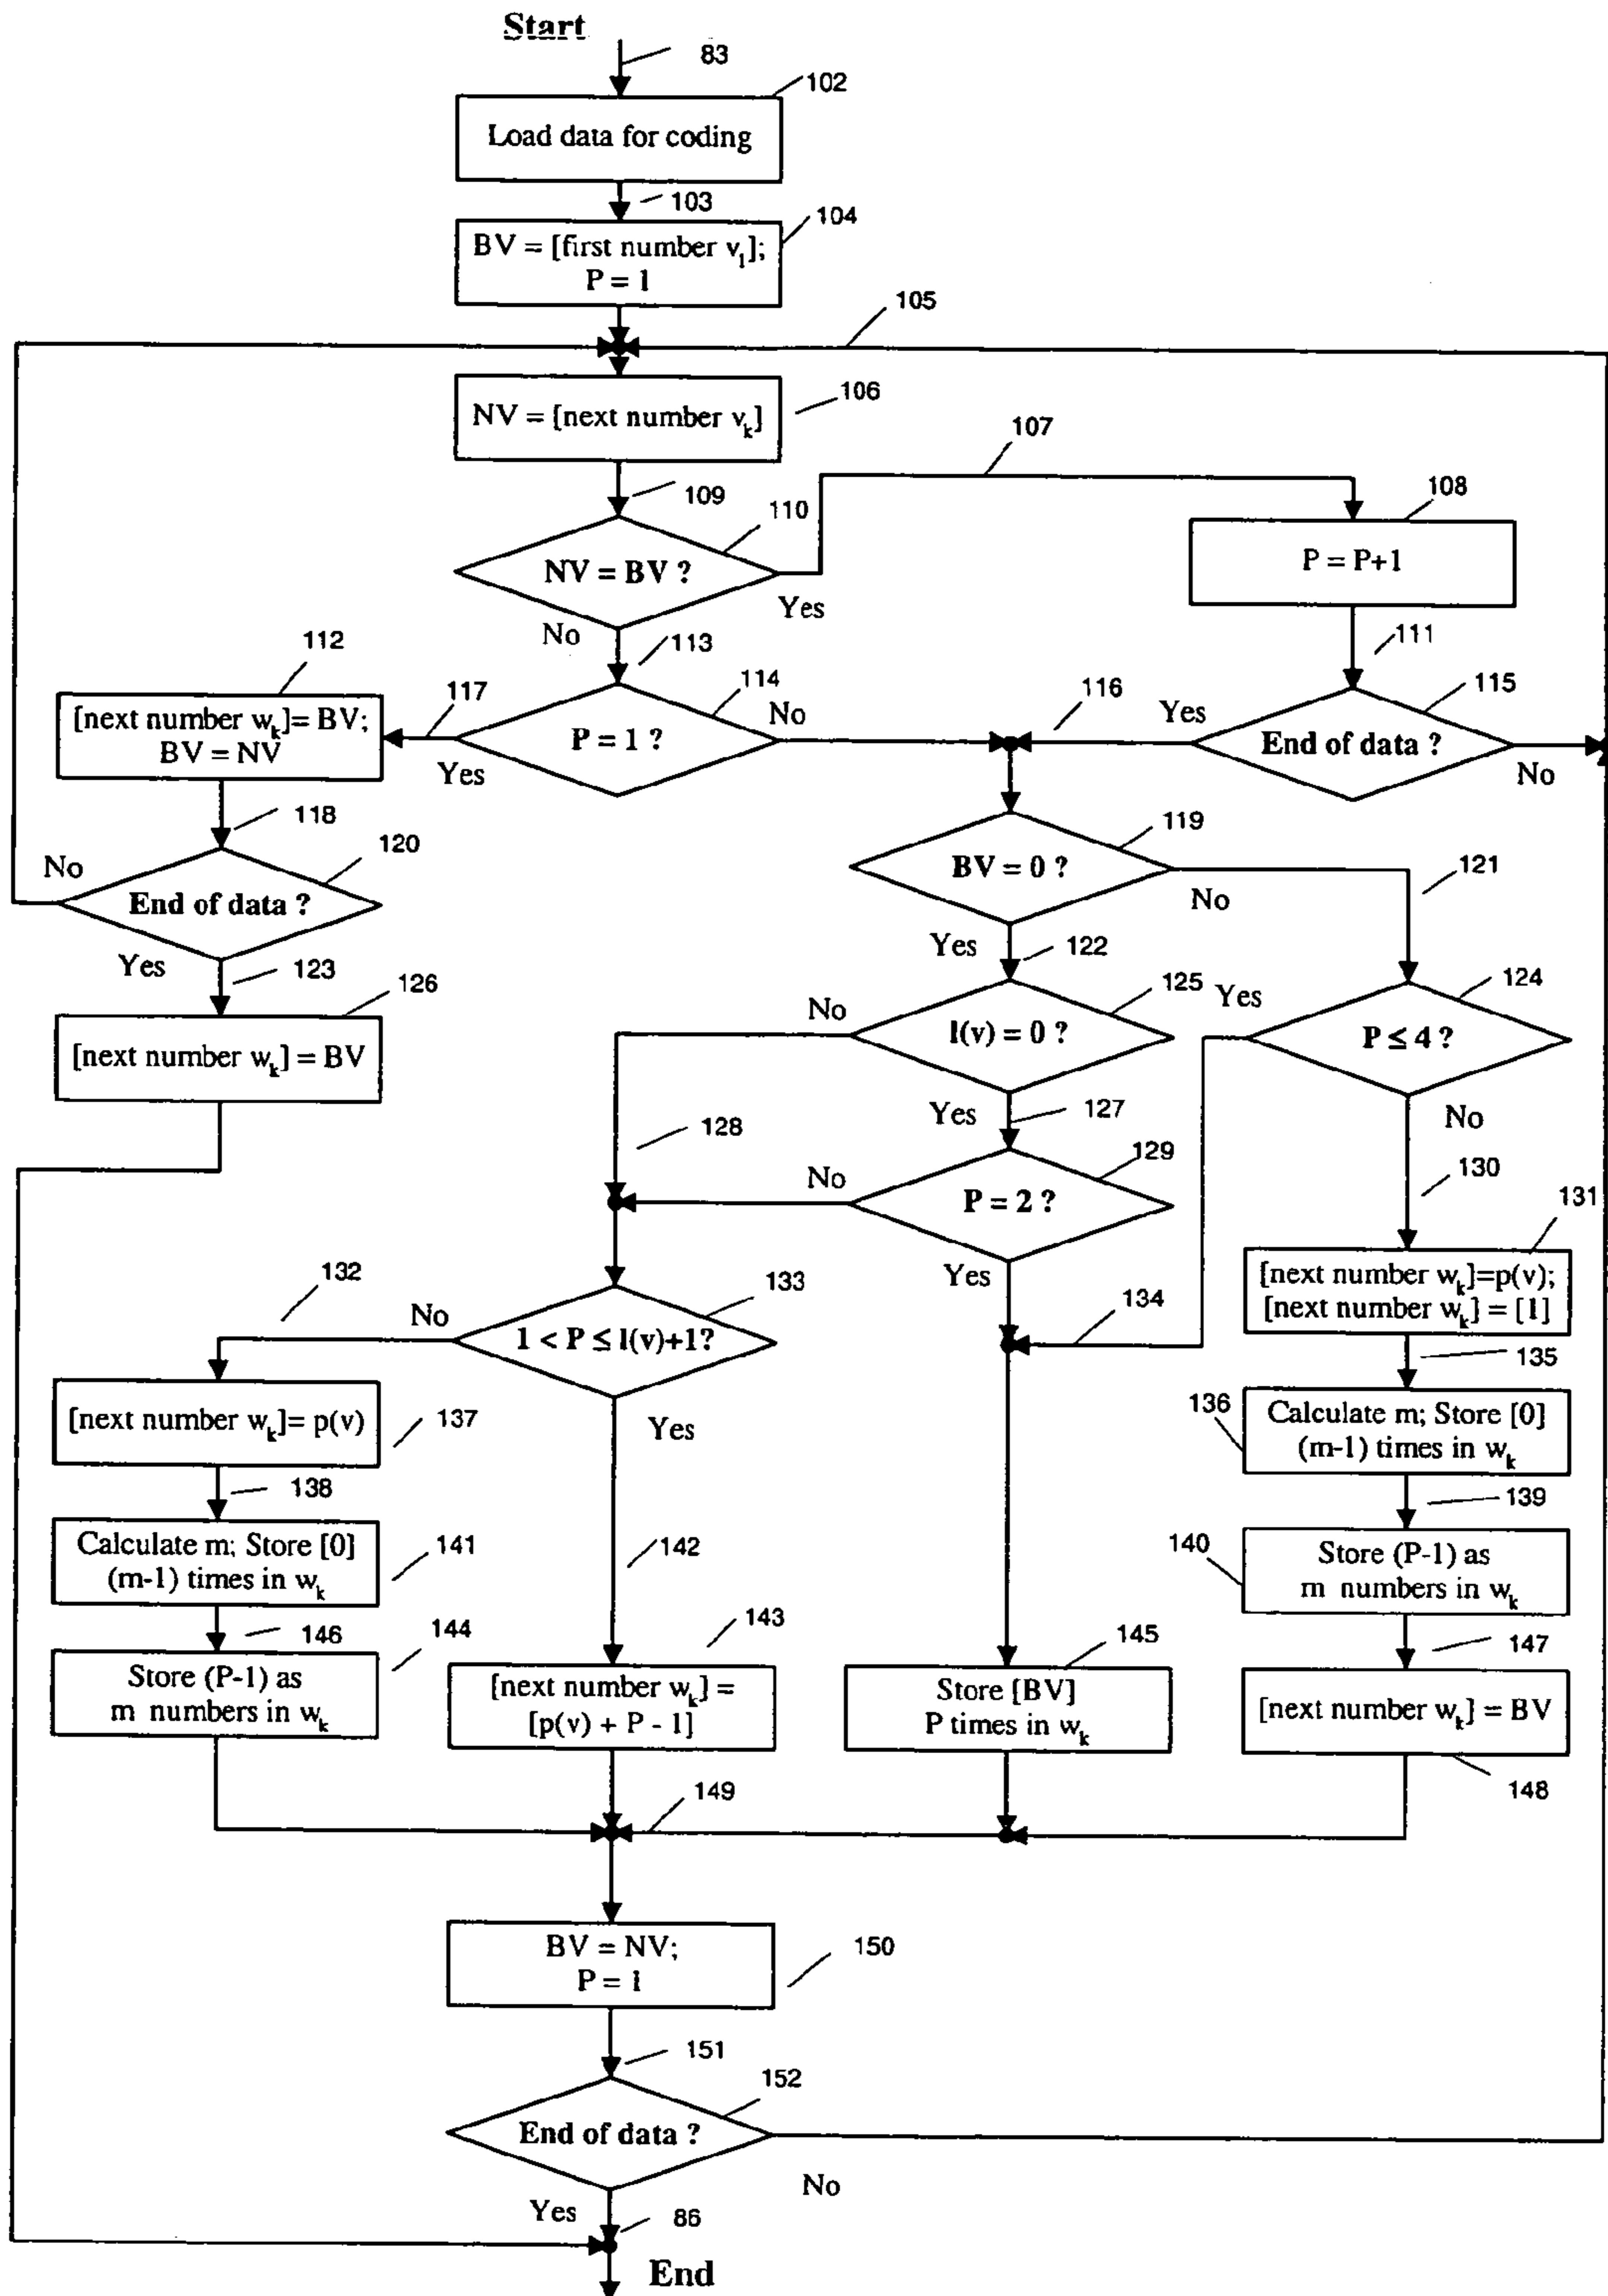 Start
83
102
Load data for coding
103
104
BV = [first number v₁];
P = 1
105
NV = [next number vₖ]
106
107
109
110
108
NV = BV ?
P = P+1
Yes
No
113
111
112
117
114
116
115
[next number wₖ]= BV;
BV = NV
P = 1 ?
No
Yes
End of data ?
Yes
No
118
119
120
No
BV = 0 ?
121
End of data ?
No
Yes
123
Yes
122
126
125
124
No
Yes
[next number wₖ] = BV
l(v) = 0 ?
P ≤ 4 ?
Yes
127
No
128
129
No
130
P = 2 ?
131
132
133
Yes
[next number wₖ]=p(v);
[next number wₖ] = [1]
No
134
1 < P ≤ l(v)+1?
135
[next number wₖ]= p(v)
137
Yes
136
Calculate m; Store [0]
(m-1) times in wₖ
138
139
Calculate m; Store [0]
(m-1) times in wₖ
141
142
140
Store (P-1) as
m numbers in wₖ
146
144
143
145
147
Store (P-1) as
m numbers in wₖ
[next number wₖ] =
[p(v) + P - 1]
Store [BV]
P times in wₖ
[next number wₖ] = BV
149
148
BV = NV;
P = 1
150
151
152
End of data ?
No
Yes
86
End